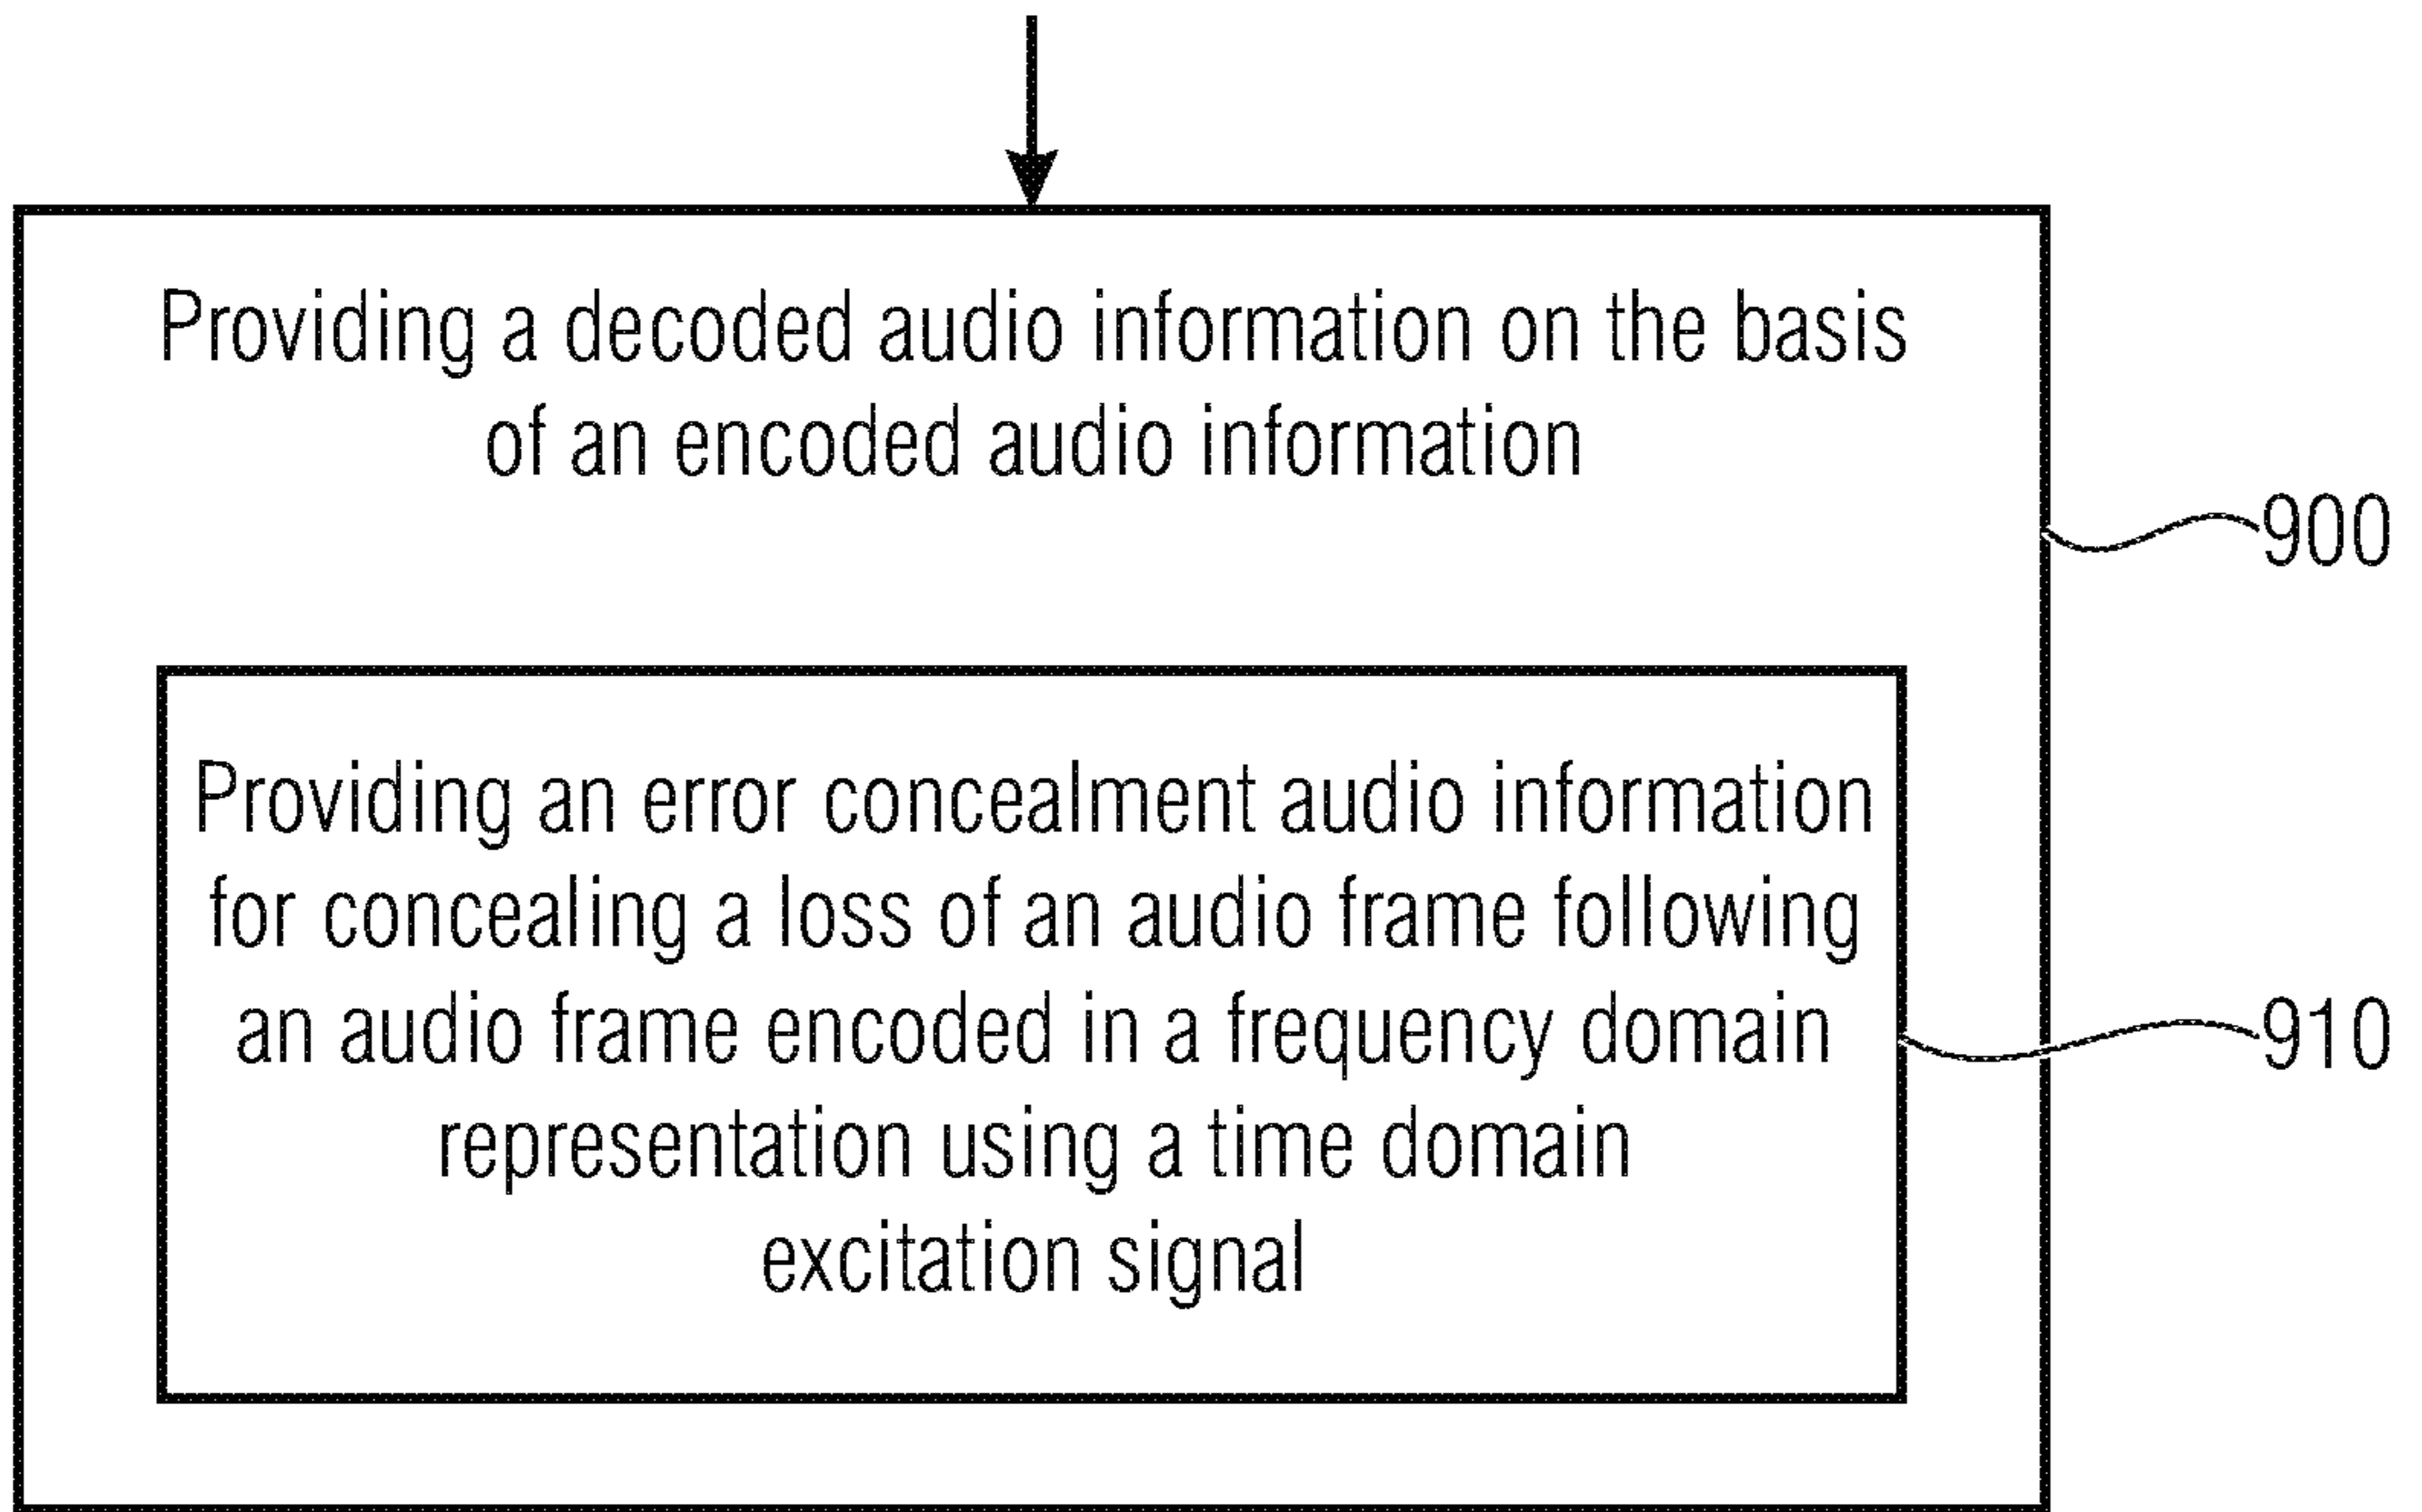 Providing a decoded audio information on the basis
of an encoded audio information
900
Providing an error concealment audio information
for concealing a loss of an audio frame following
an audio frame encoded in a frequency domain
representation using a time domain
excitation signal
910